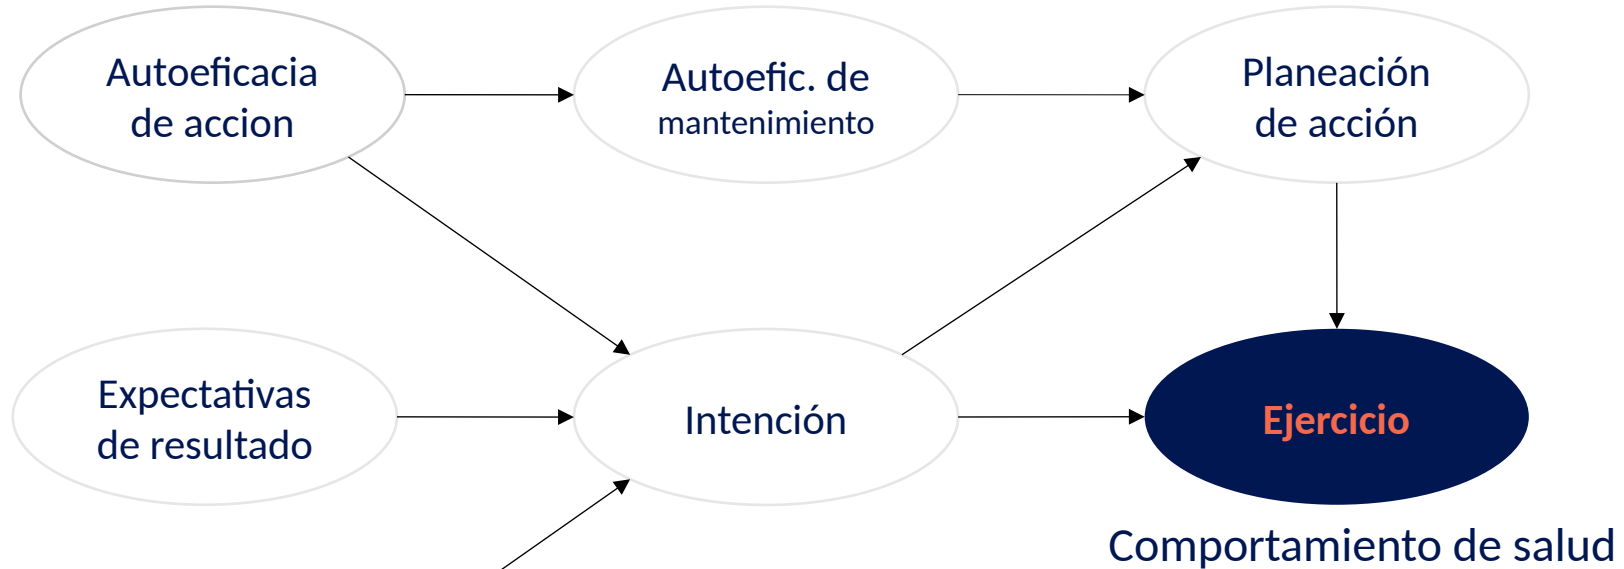 Autoeficacia
de accion
Autoefic. de
mantenimiento
Planeación
de acción
Expectativas
de resultado
Intención
Ejercicio
Comportamiento de salud